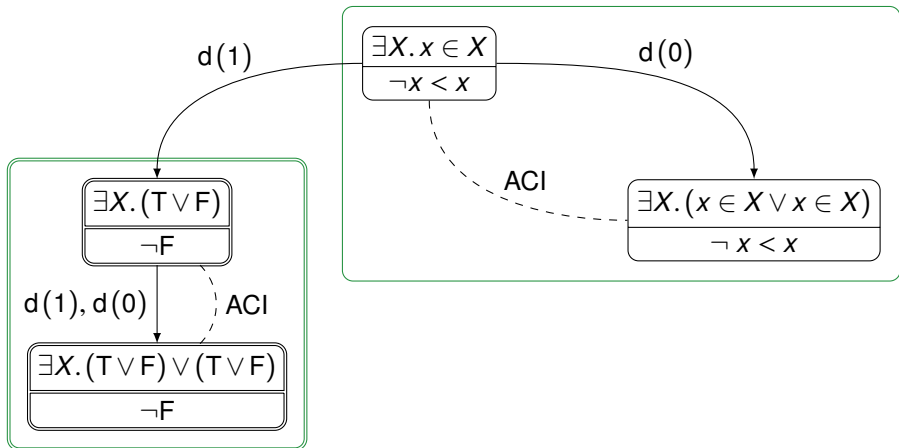 ∃X. x ∈ X
¬x < x
d(1)
d(0)
ACI
∃X. (T ∨ F)
¬F
∃X. (x ∈ X ∨ x ∈ X)
¬ x < x
d(1), d(0)
ACI
∃X. (T ∨ F) ∨ (T ∨ F)
¬F